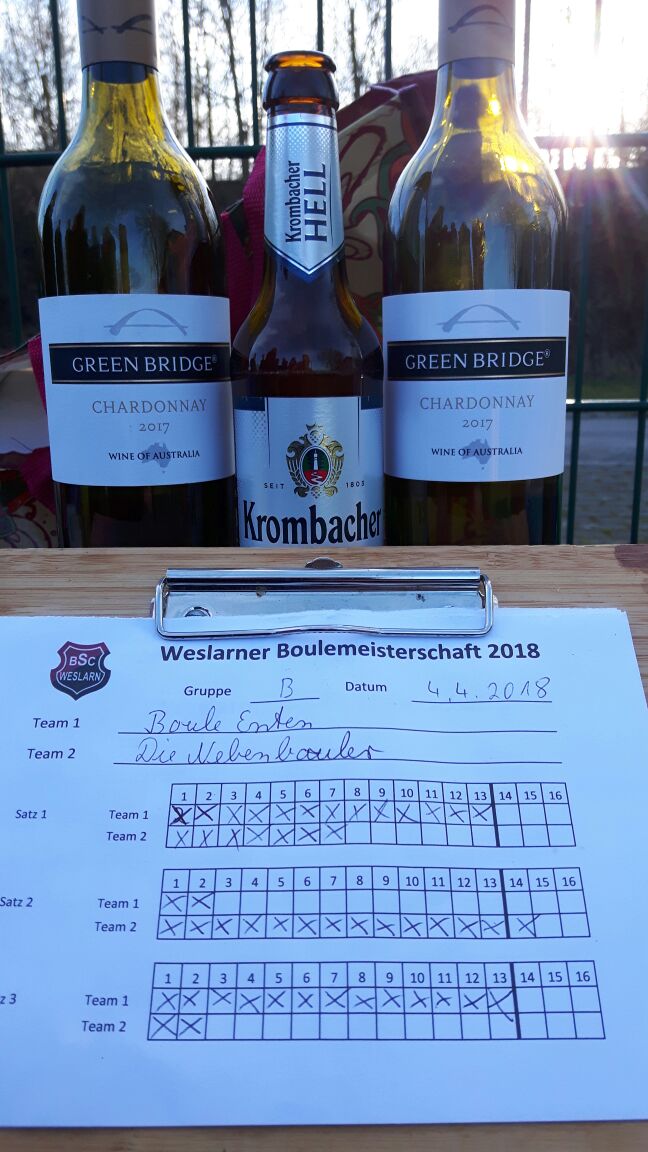 Krombacher
HELL
GREEN BRIDGE®
CHARDONNAY
2017
WINE OF AUSTRALIA
SEIT 1803
Krombacher
GREEN BRIDGE®
CHARDONNAY
2017
WINE OF AUSTRALIA
BSC
WESLARN
Weslarner Boulemeisterschaft 2018
Gruppe B Datum 4.4.2018
Team 1 Boule Enten
Team 2 Die Nebenbouler
1 2 3 4 5 6 7 8 9 10 11 12 13 14 15 16
Satz 1 Team 1 X X X X X X X X X X X X X
Team 2 X X X X X X X
1 2 3 4 5 6 7 8 9 10 11 12 13 14 15 16
Satz 2 Team 1 X X
Team 2 X X X X X X X X X X X X X X
1 2 3 4 5 6 7 8 9 10 11 12 13 14 15 16
z 3 Team 1 X X X X X X X X X X X X X
Team 2 X X